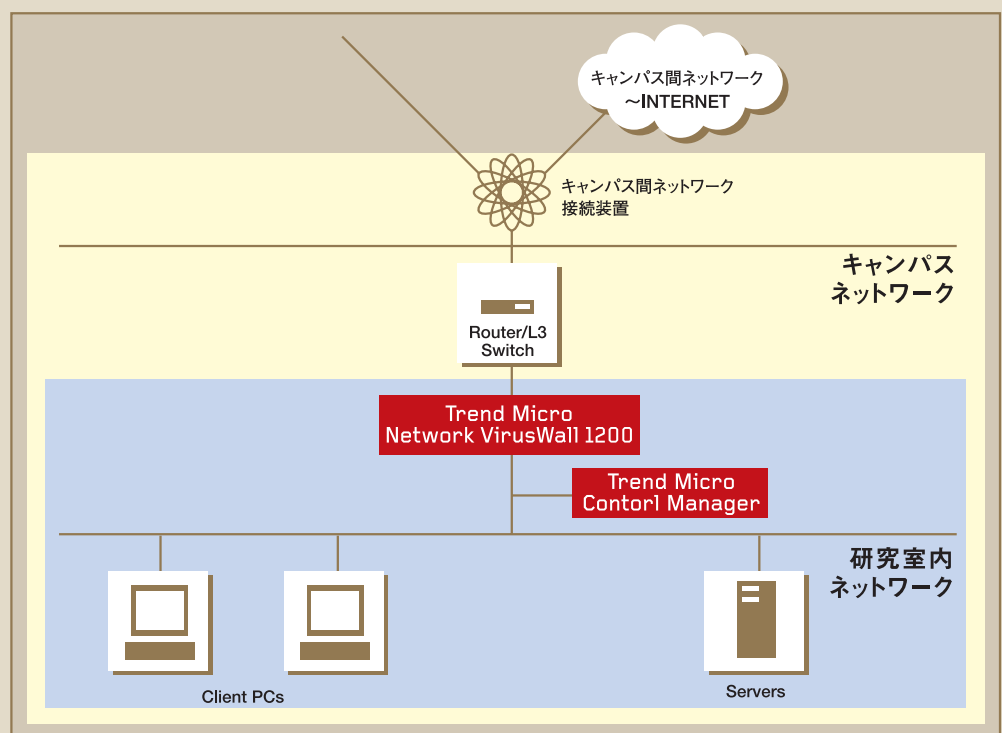 キャンパス間ネットワーク
～INTERNET
キャンパス間ネットワーク
接続装置
キャンパス
ネットワーク
Router/L3
Switch
Trend Micro
Network VirusWall 1200
Trend Micro
Contorl Manager
研究室内
ネットワーク
Client PCs
Servers